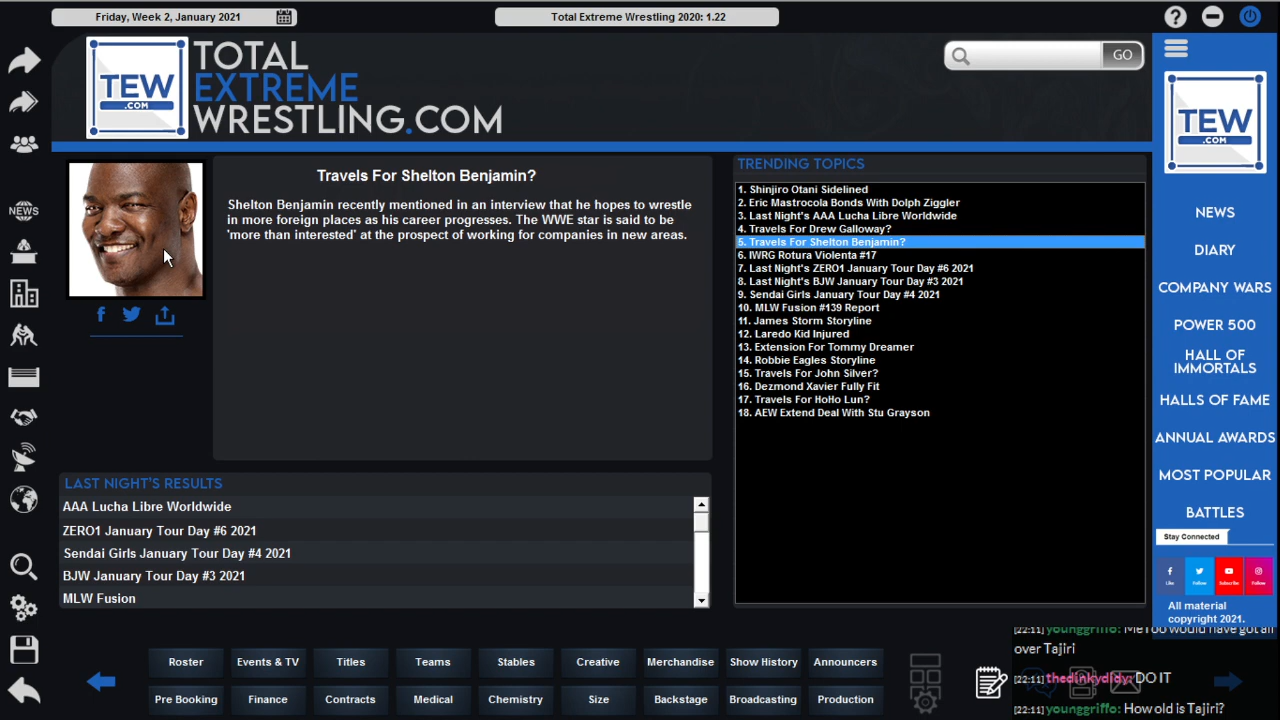 Friday, Week 2, January 2021
Total Extreme Wrestling 2020: 1.22
TEW
.COM
TOTAL
EXTREME
WRESTLING.COM
GO
TEW
.COM
Travels For Shelton Benjamin?
Shelton Benjamin recently mentioned in an interview that he hopes to wrestle
in more foreign places as his career progresses. The WWE star is said to be
'more than interested' at the prospect of working for companies in new areas.
TRENDING TOPICS
1. Shinjiro Otani Sidelined
2. Eric Mastrocola Bonds With Dolph Ziggler
3. Last Night's AAA Lucha Libre Worldwide
4. Travels For Drew Galloway?
5. Travels For Shelton Benjamin?
6. IWRG Rotura Violenta #17
7. Last Night's ZERO1 January Tour Day #6 2021
8. Last Night's BJW January Tour Day #3 2021
9. Sendai Girls January Tour Day #4 2021
10. MLW Fusion #139 Report
11. James Storm Storyline
12. Laredo Kid Injured
13. Extension For Tommy Dreamer
14. Robbie Eagles Storyline
15. Travels For John Silver?
16. Dezmond Xavier Fully Fit
17. Travels For HoHo Lun?
18. AEW Extend Deal With Stu Grayson
NEWS
NEWS
DIARY
COMPANY WARS
POWER 500
HALL OF
IMMORTALS
HALLS OF FAME
ANNUAL AWARDS
MOST POPULAR
BATTLES
Stay Connected
Like
Follow
Subscribe
Follow
All material
copyright 2021.
LAST NIGHT'S RESULTS
AAA Lucha Libre Worldwide
ZERO1 January Tour Day #6 2021
Sendai Girls January Tour Day #4 2021
BJW January Tour Day #3 2021
MLW Fusion
Roster
Events & TV
Titles
Teams
Stables
Creative
Merchandise
Show History
Announcers
Pre Booking
Finance
Contracts
Medical
Chemistry
Size
Backstage
Broadcasting
Production
[22:11] younggriffo: MeToo would have got all
over Tajiri
[22:11] thedinkydidy: DO IT
[22:11] younggriffo: How old is Tajiri?